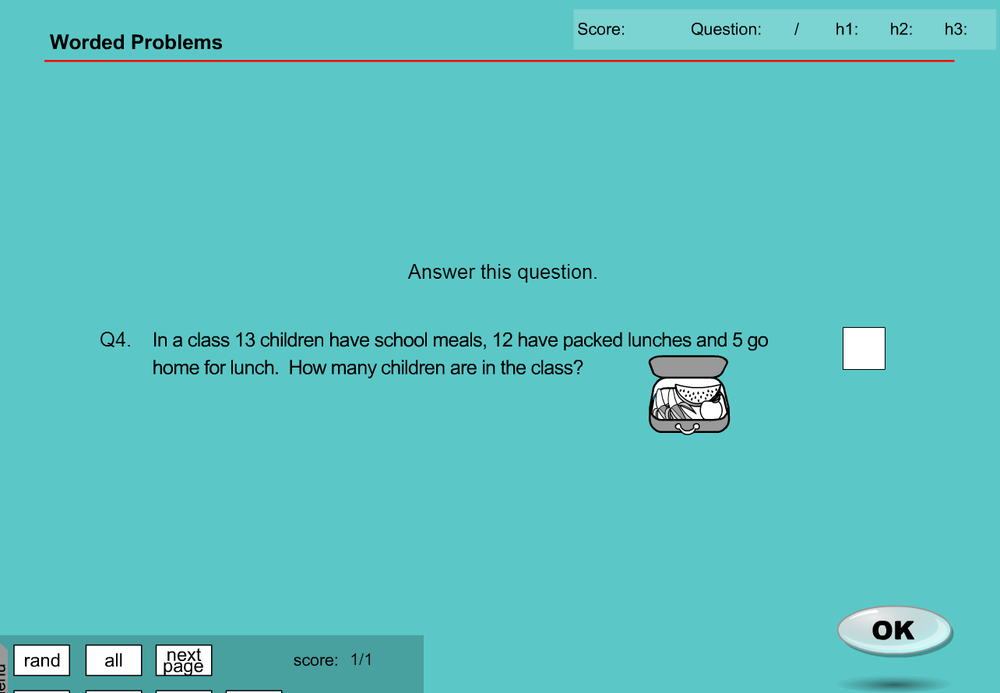 Worded Problems
Score: Question: / h1: h2: h3:
Answer this question.
Q4. In a class 13 children have school meals, 12 have packed lunches and 5 go
home for lunch. How many children are in the class?
OK
rand all next page score: 1/1